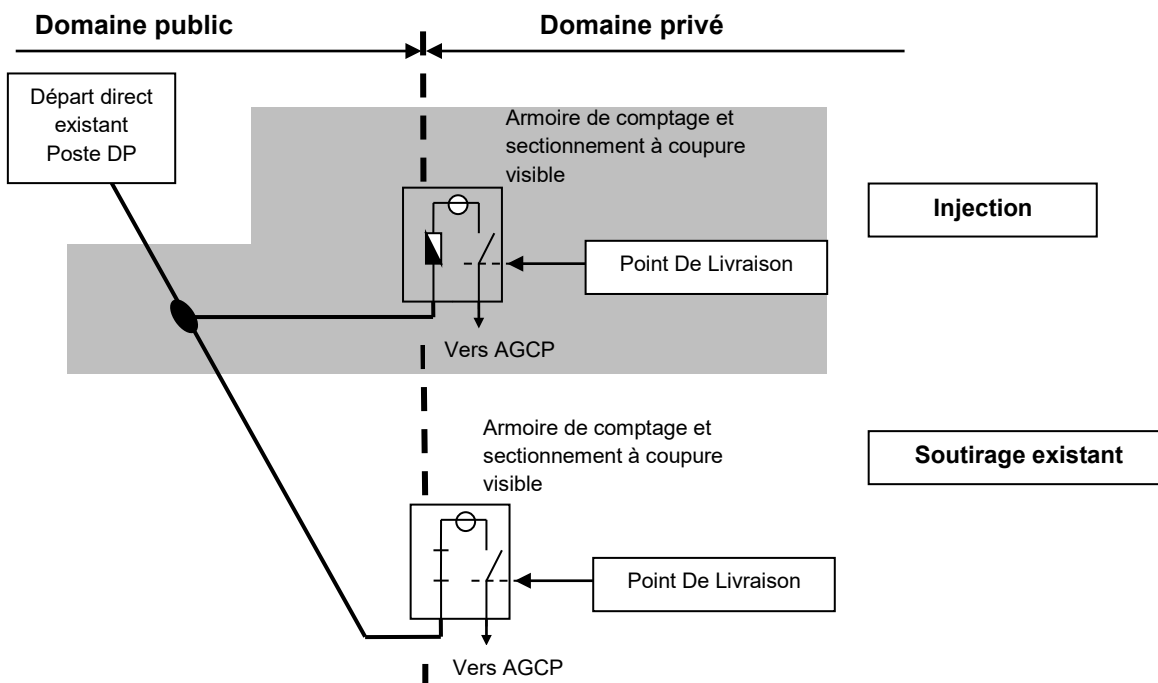 Domaine public
Domaine privé
Départ direct
existant
Poste DP
Armoire de comptage et
sectionnement à coupure
visible
Injection
Point De Livraison
Vers AGCP
Armoire de comptage et
sectionnement à coupure
visible
Soutirage existant
Point De Livraison
Vers AGCP